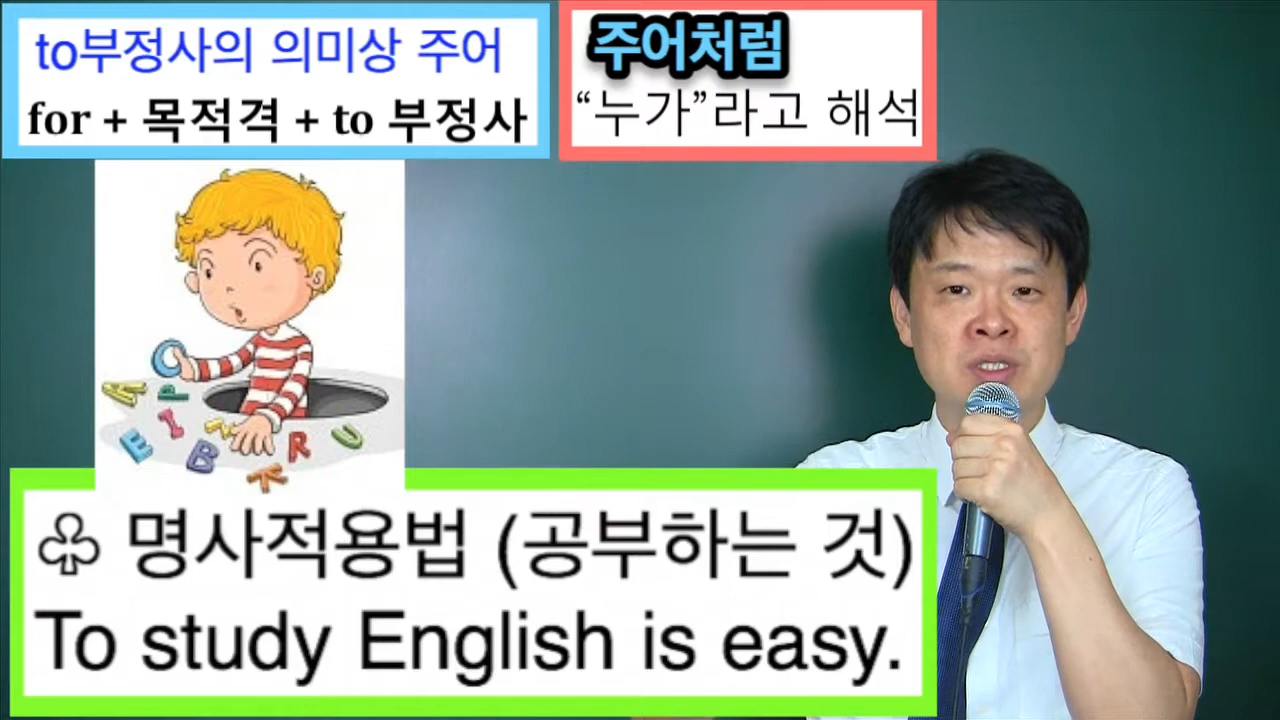 to부정사의 의미상 주어
for + 목적격 + to 부정사
주어처럼
“누가”라고 해석
♧ 명사적용법 (공부하는 것)
To study English is easy.